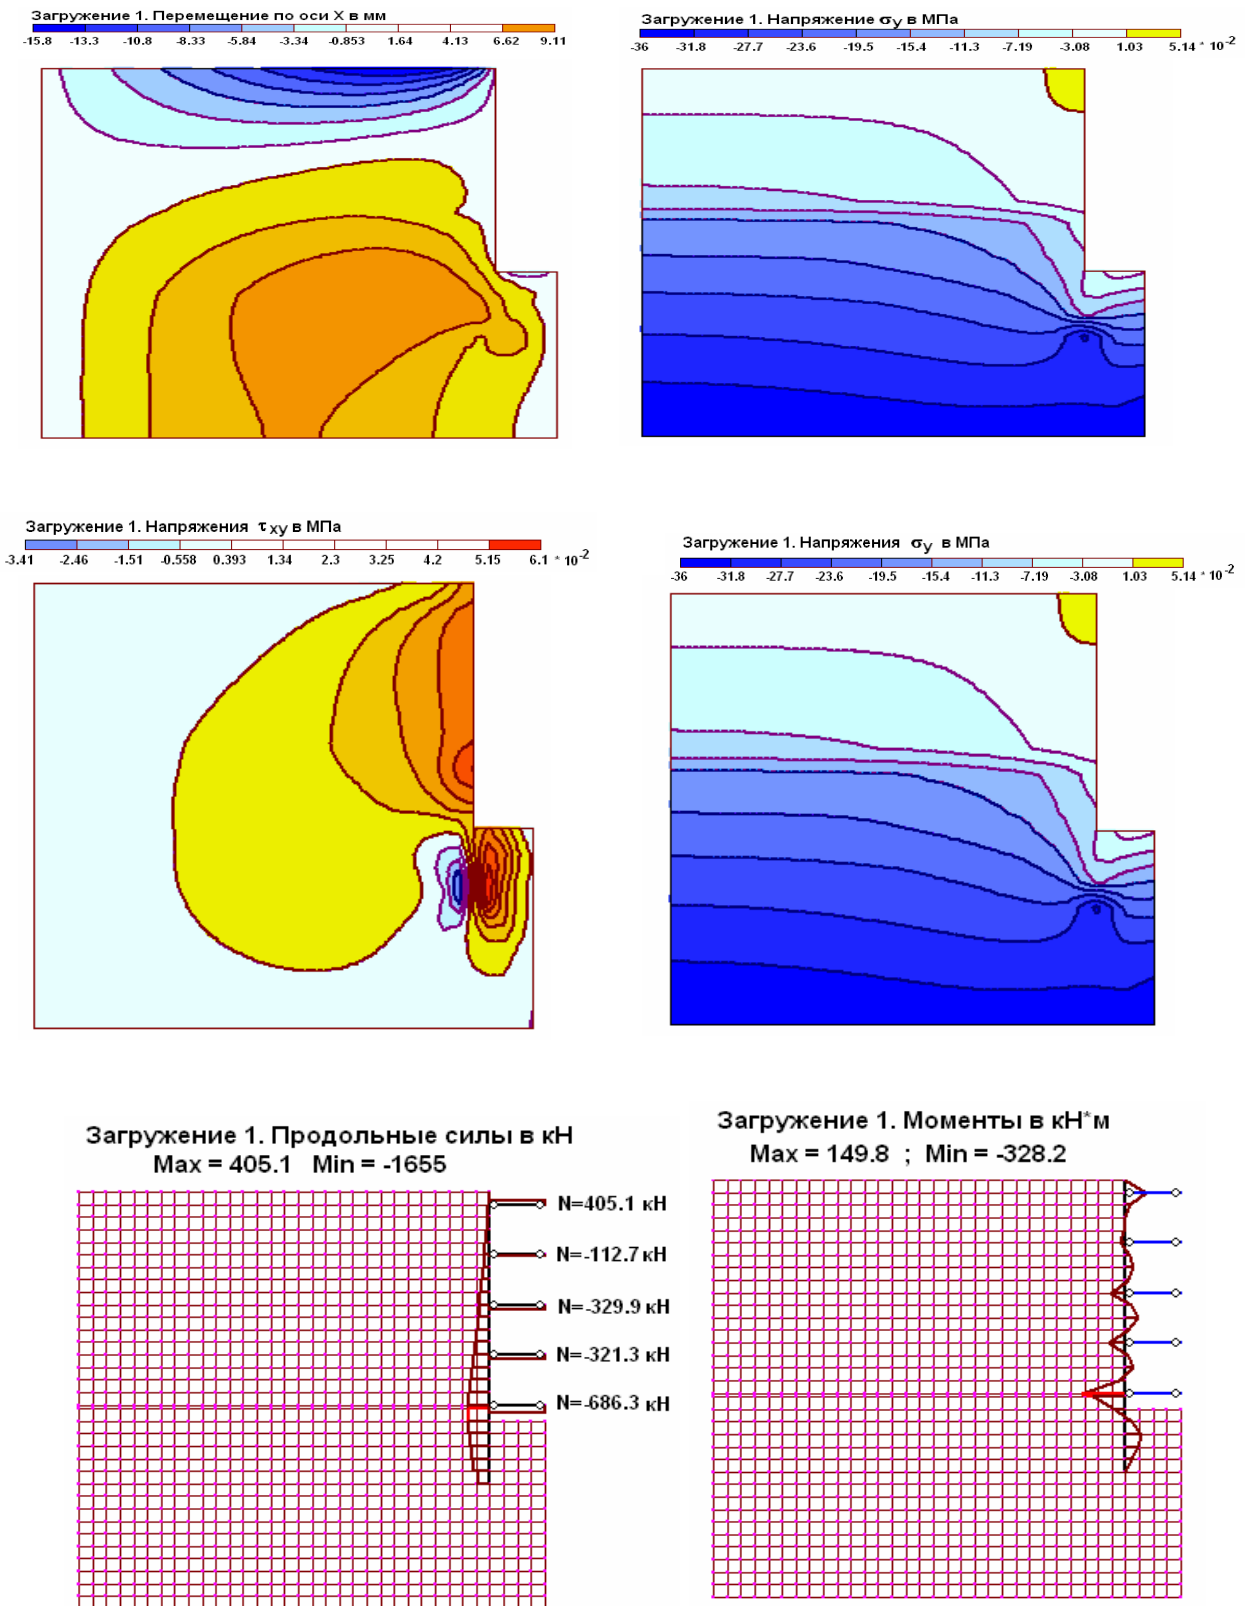 Загружение 1. Перемещение по оси X в мм
-15.8 -13.3 -10.8 -8.33 -5.84 -3.34 -0.853 1.64 4.13 6.62 9.11
Загружение 1. Напряжение σy в МПа
-36 -31.8 -27.7 -23.6 -19.5 -15.4 -11.3 -7.19 -3.08 1.03 5.14 * 10-2
Загружение 1. Напряжения τxy в МПа
-3.41 -2.46 -1.51 -0.558 0.393 1.34 2.3 3.25 4.2 5.15 6.1 * 10-2
Загружение 1. Напряжения σy в МПа
-36 -31.8 -27.7 -23.6 -19.5 -15.4 -11.3 -7.19 -3.08 1.03 5.14 * 10-2
Загружение 1. Продольные силы в кН
Max = 405.1 Min = -1655
N=405.1 кН
N=-112.7 кН
N=-329.9 кН
N=-321.3 кН
N=-686.3 кН
Загружение 1. Моменты в кН*м
Max = 149.8 ; Min = -328.2